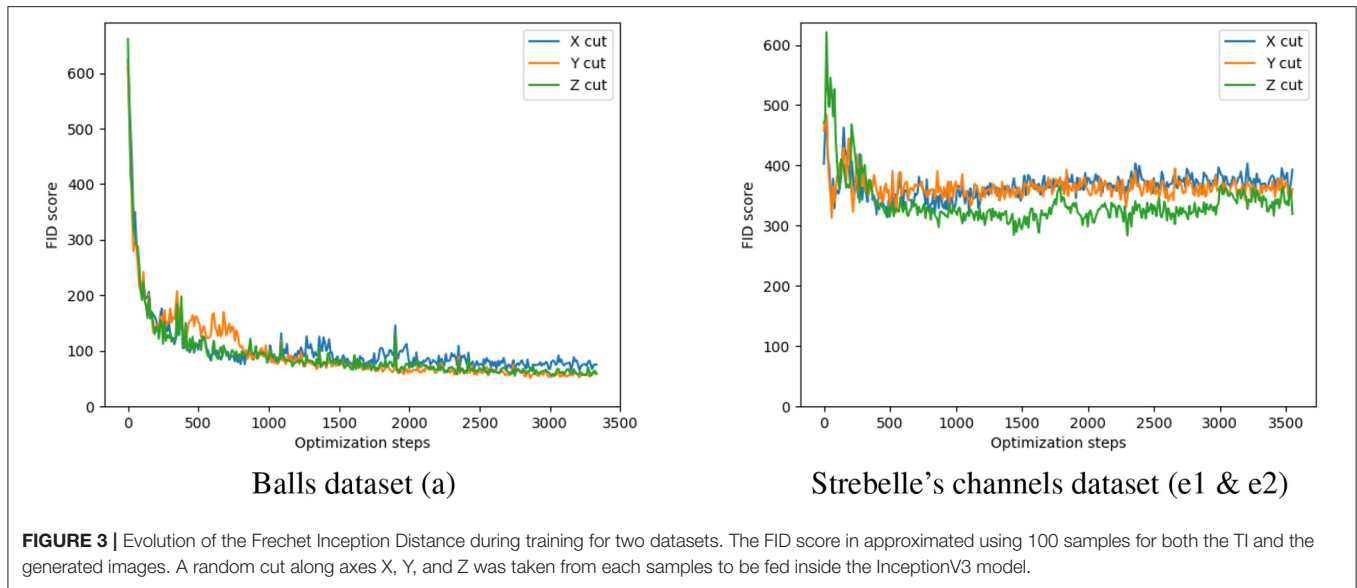 X cut
Y cut
Z cut
600
500
400
300
200
100
0
FID score
0 500 1000 1500 2000 2500 3000 3500
Optimization steps
Balls dataset (a)
X cut
Y cut
Z cut
600
500
400
300
200
100
0
FID score
0 500 1000 1500 2000 2500 3000 3500
Optimization steps
Strebelle's channels dataset (e1 & e2)
FIGURE 3 | Evolution of the Frechet Inception Distance during training for two datasets. The FID score in approximated using 100 samples for both the TI and the
generated images. A random cut along axes X, Y, and Z was taken from each samples to be fed inside the InceptionV3 model.